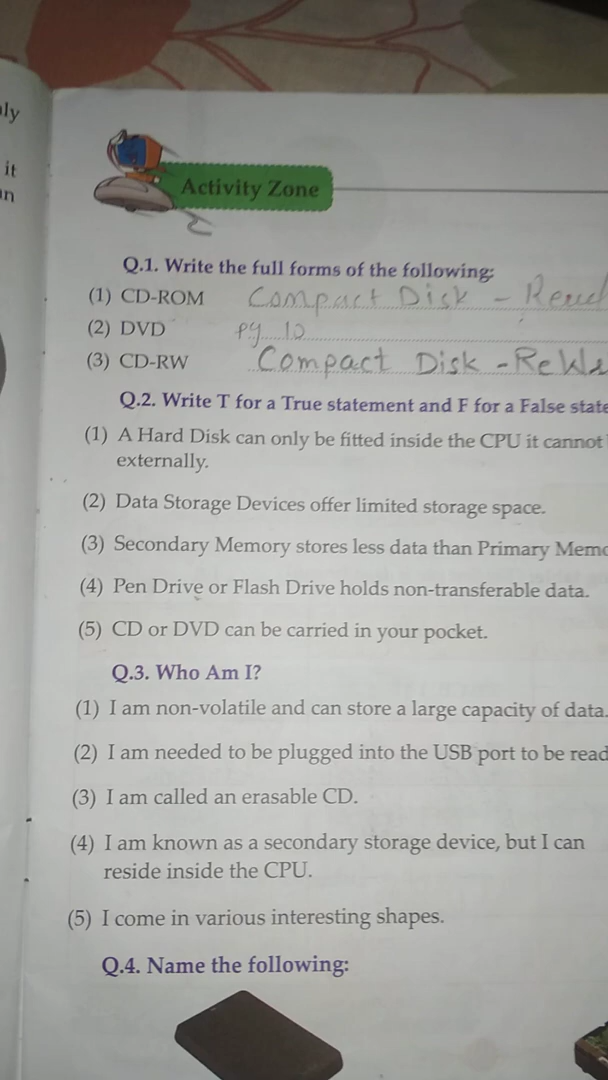 ly
it
n
Activity Zone
Q.1. Write the full forms of the following:
(1) CD-ROM Compact Disk -
(2) DVD pg 10
(3) CD-RW Compact Disk -
Q.2. Write T for a True statement and F for a False state
(1) A Hard Disk can only be fitted inside the CPU it cannot
externally.
(2) Data Storage Devices offer limited storage space.
(3) Secondary Memory stores less data than Primary Memo
(4) Pen Drive or Flash Drive holds non-transferable data.
(5) CD or DVD can be carried in your pocket.
Q.3. Who Am I?
(1) I am non-volatile and can store a large capacity of data.
(2) I am needed to be plugged into the USB port to be read
(3) I am called an erasable CD.
(4) I am known as a secondary storage device, but I can
reside inside the CPU.
(5) I come in various interesting shapes.
Q.4. Name the following: